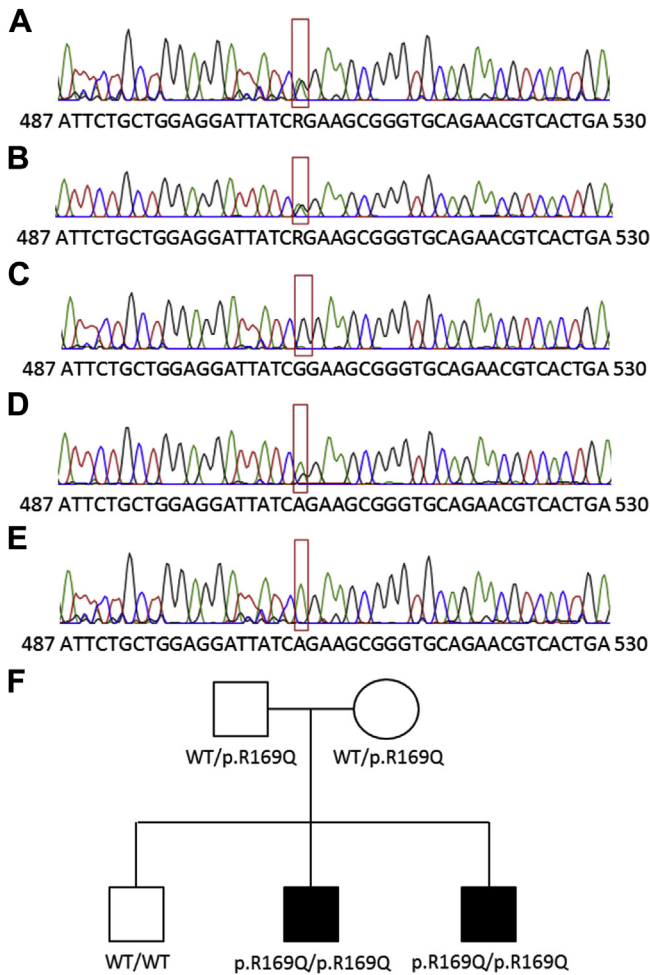 A
487 ATTCTGCTGGAGGATTATCRGAAGCGGGTGCAGAACGTCACTGA 530
B
487 ATTCTGCTGGAGGATTATCRGAAGCGGGTGCAGAACGTCACTGA 530
C
487 ATTCTGCTGGAGGATTATCGGAAGCGGGTGCAGAACGTCACTGA 530
D
487 ATTCTGCTGGAGGATTATCAGAAGCGGGTGCAGAACGTCACTGA 530
E
487 ATTCTGCTGGAGGATTATCAGAAGCGGGTGCAGAACGTCACTGA 530
F
WT/p.R169Q WT/p.R169Q
WT/WT p.R169Q/p.R169Q p.R169Q/p.R169Q